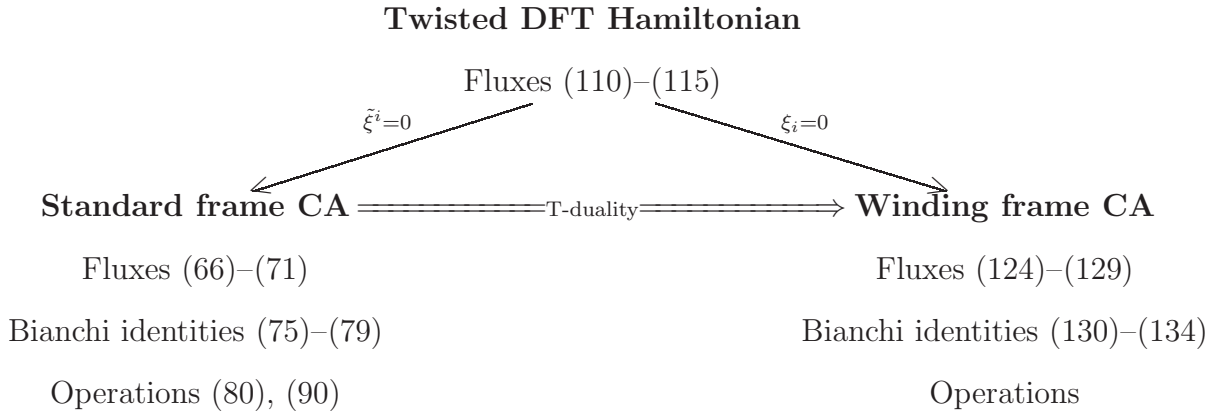 Twisted DFT Hamiltonian
Fluxes (110)–(115)
ξ̃ⁱ=0
ξᵢ=0
Standard frame CA
T-duality
Winding frame CA
Fluxes (66)–(71)
Fluxes (124)–(129)
Bianchi identities (75)–(79)
Bianchi identities (130)–(134)
Operations (80), (90)
Operations